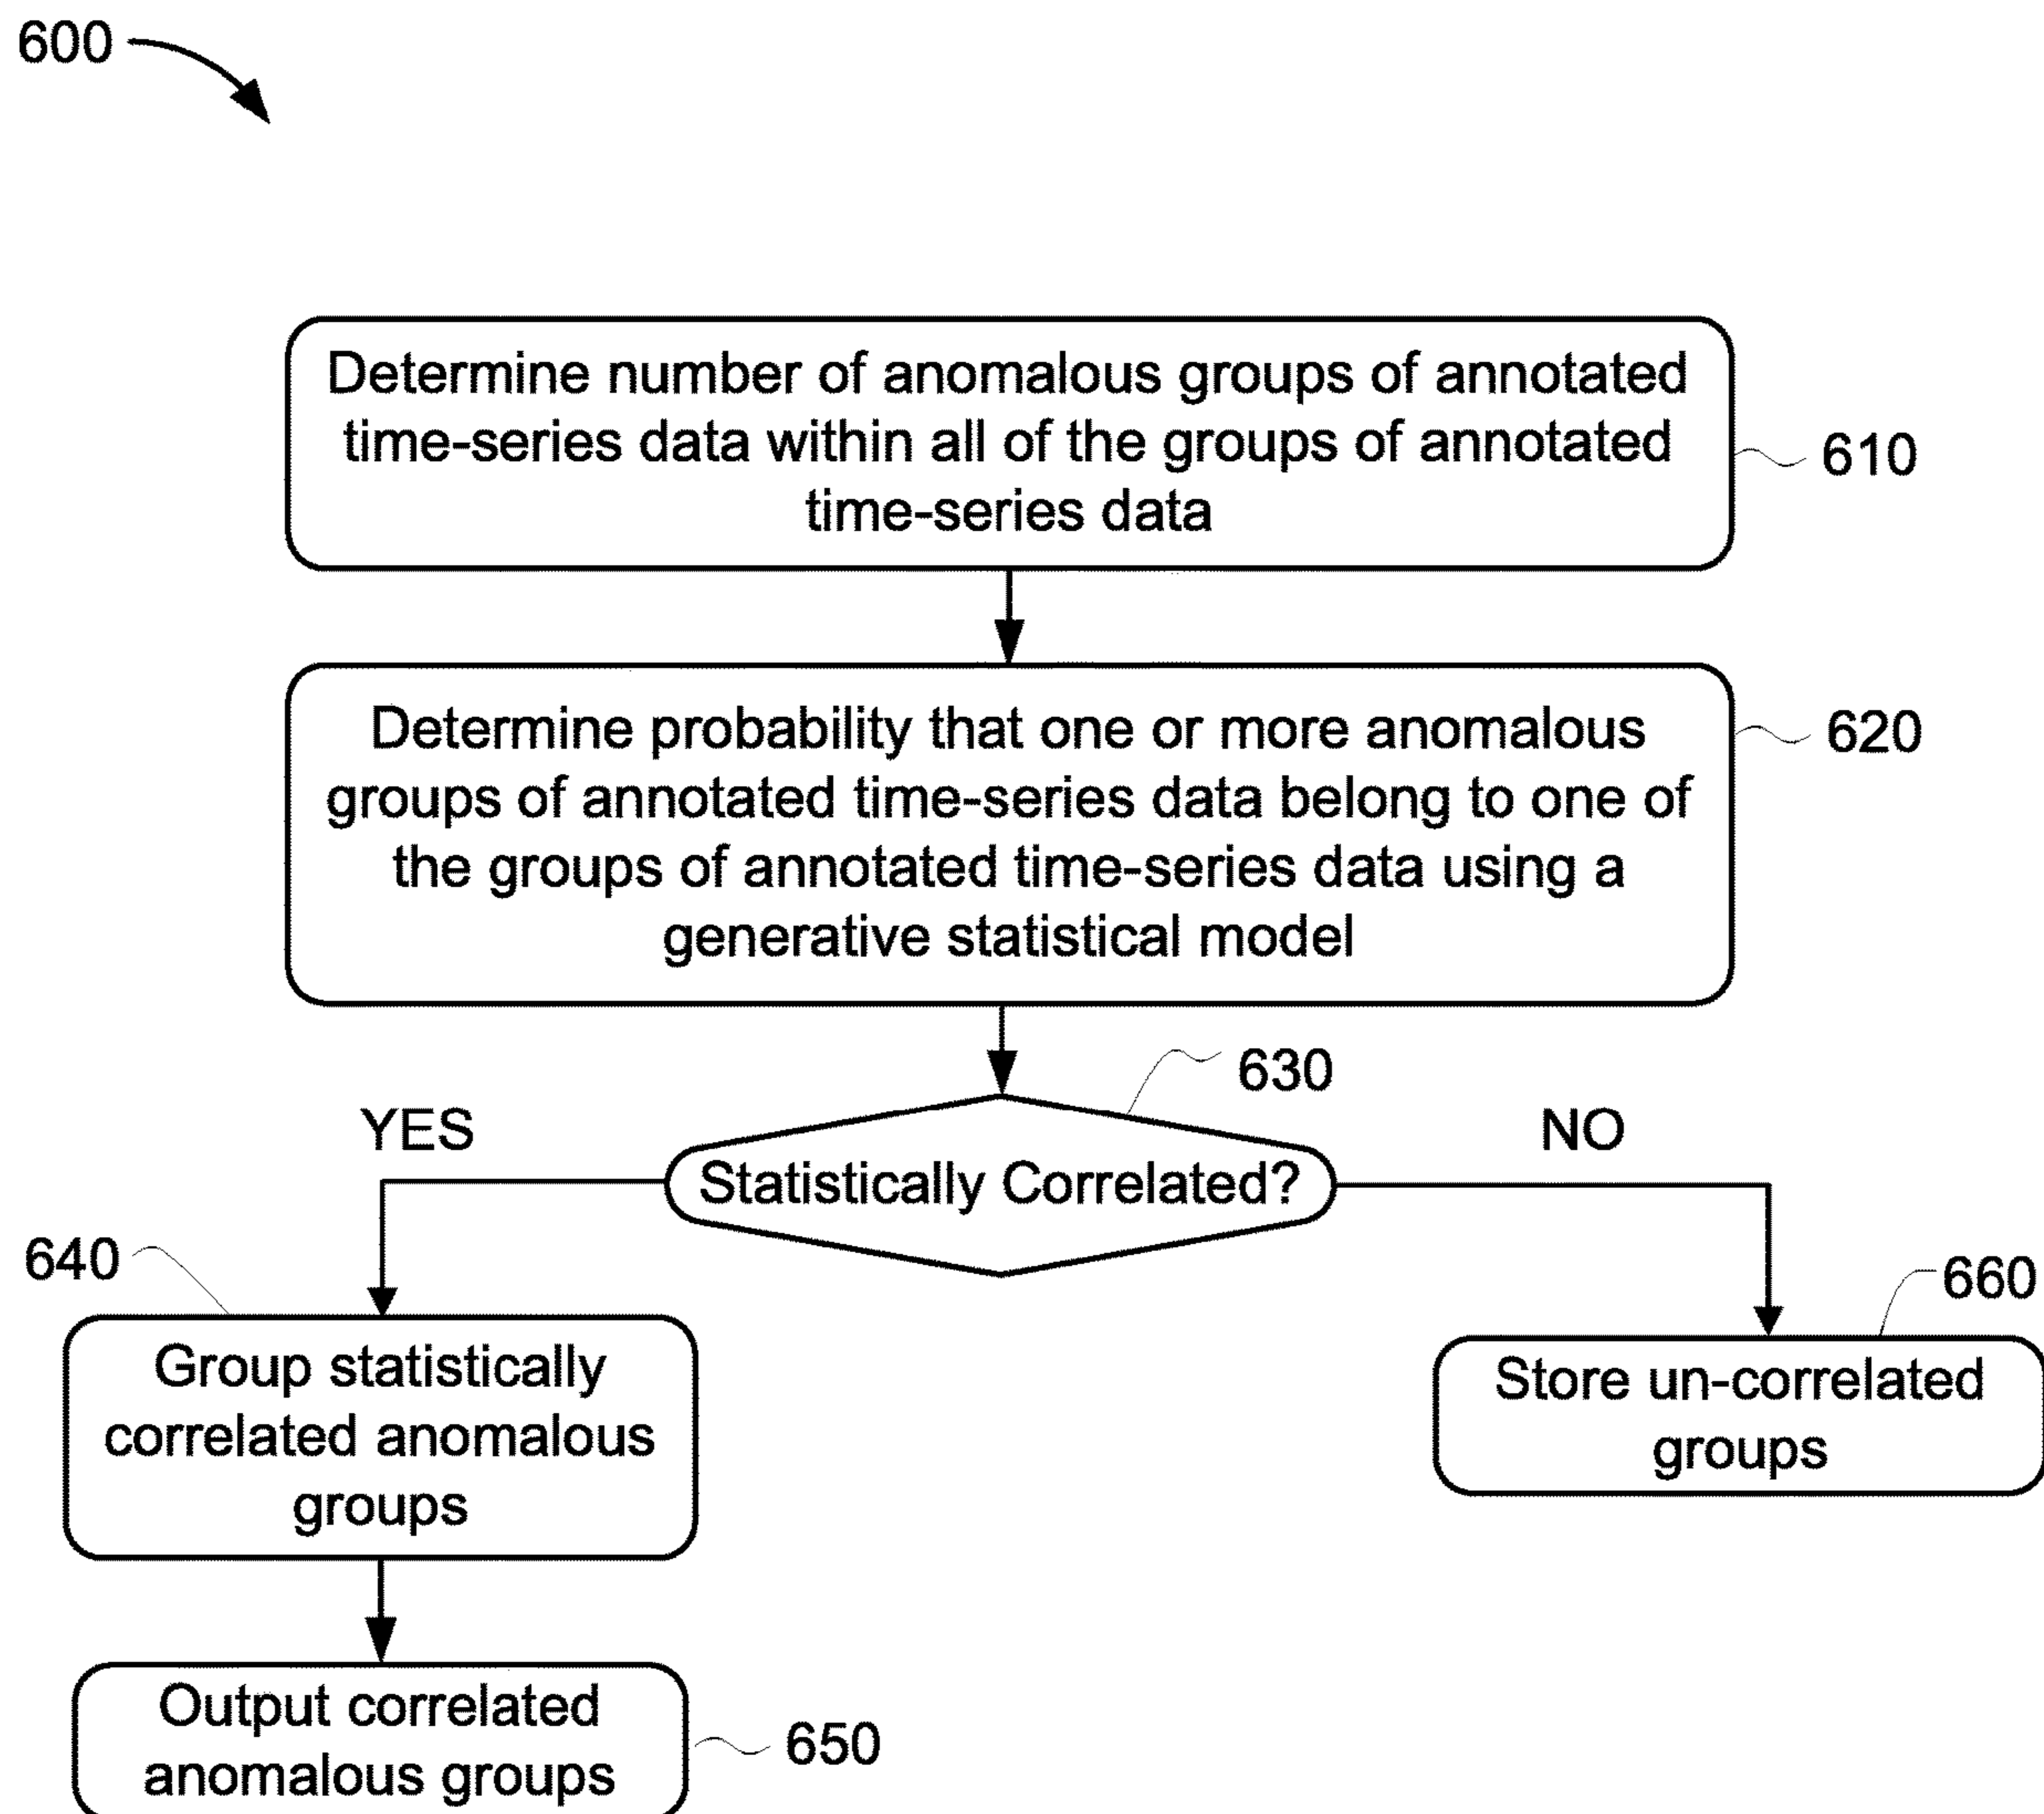 600
Determine number of anomalous groups of annotated
time-series data within all of the groups of annotated
time-series data
610
Determine probability that one or more anomalous
groups of annotated time-series data belong to one of
the groups of annotated time-series data using a
generative statistical model
620
630
YES
NO
Statistically Correlated?
640
Group statistically
correlated anomalous
groups
660
Store un-correlated
groups
Output correlated
anomalous groups
650